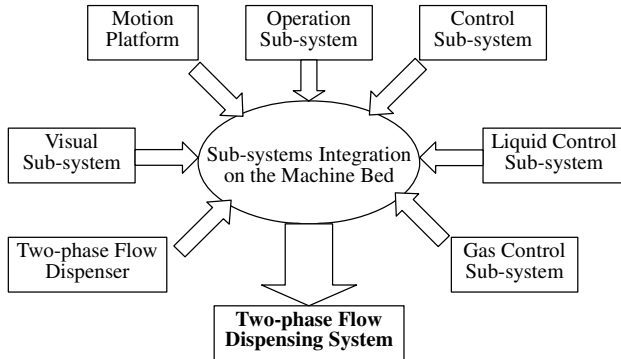 Motion
Platform
Operation
Sub-system
Control
Sub-system
Visual
Sub-system
Sub-systems Integration
on the Machine Bed
Liquid Control
Sub-system
Two-phase Flow
Dispenser
Gas Control
Sub-system
Two-phase Flow
Dispensing System